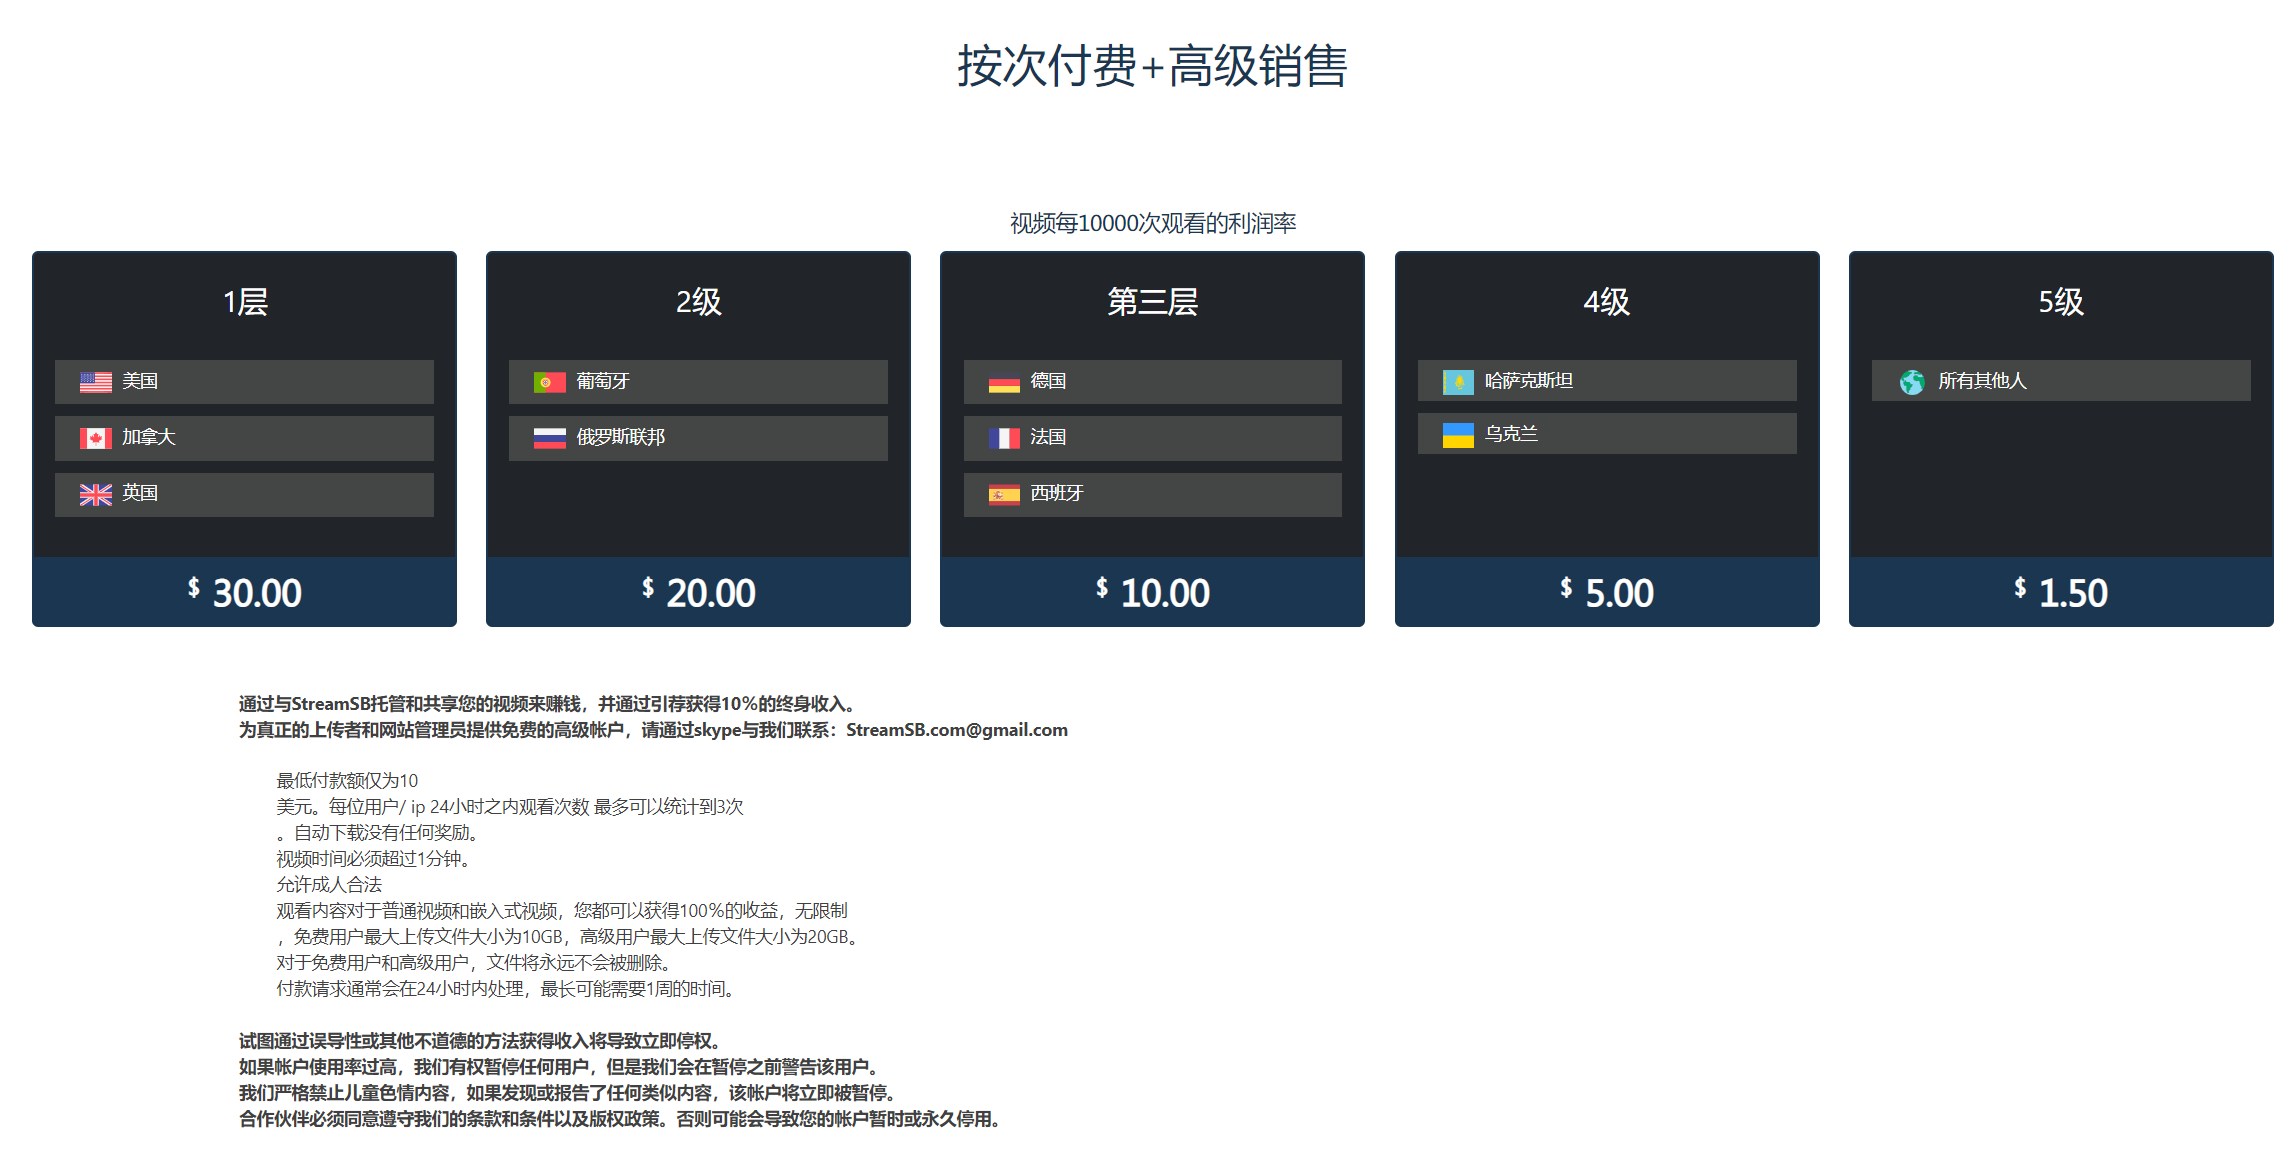 按次付费+高级销售
视频每10000次观看的利润率
1层
美国
加拿大
英国
$ 30.00
2级
葡萄牙
俄罗斯联邦
$ 20.00
第三层
德国
法国
西班牙
$ 10.00
4级
哈萨克斯坦
乌克兰
$ 5.00
5级
所有其他人
$ 1.50
通过与StreamSB托管和共享您的视频来赚钱，并通过引荐获得10％的终身收入。
为真正的上传者和网站管理员提供免费的高级帐户，请通过skype与我们联系：StreamSB.com@gmail.com
最低付款额仅为10
美元。每位用户/ ip 24小时之内观看次数 最多可以统计到3次
。自动下载没有任何奖励。
视频时间必须超过1分钟。
允许成人合法
观看内容对于普通视频和嵌入式视频，您都可以获得100％的收益，无限制
，免费用户最大上传文件大小为10GB，高级用户最大上传文件大小为20GB。
对于免费用户和高级用户，文件将永远不会被删除。
付款请求通常会在24小时内处理，最长可能需要1周的时间。
试图通过误导性或其他不道德的方法获得收入将导致立即停权。
如果帐户使用率过高，我们有权暂停任何用户，但是我们会在暂停之前警告该用户。
我们严格禁止儿童色情内容，如果发现或报告了任何类似内容，该帐户将立即被暂停。
合作伙伴必须同意遵守我们的条款和条件以及版权政策。否则可能会导致您的帐户暂时或永久停用。